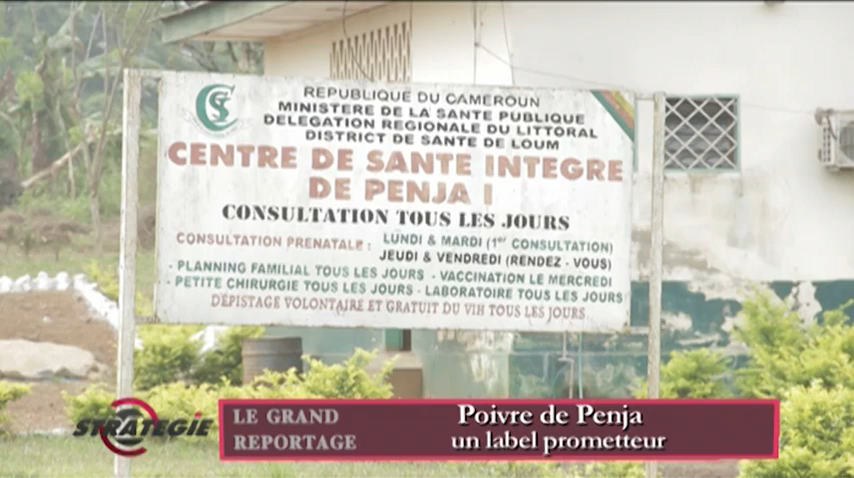 REPUBLIQUE DU CAMEROUN
MINISTERE DE LA SANTE PUBLIQUE
DELEGATION REGIONALE DU LITTORAL
DISTRICT DE SANTE DE LOUM
CENTRE DE SANTE INTEGRE
DE PENJA I
CONSULTATION TOUS LES JOURS
CONSULTATION PRENATALE : LUNDI & MARDI (1er CONSULTATION)
JEUDI & VENDREDI (RENDEZ - VOUS)
- PLANNING FAMILIAL TOUS LES JOURS - VACCINATION LE MERCREDI
- PETITE CHIRURGIE TOUS LES JOURS - LABORATOIRE TOUS LES JOURS
DEPISTAGE VOLONTAIRE ET GRATUIT DU VIH TOUS LES JOURS
STRATEGIE
LE GRAND REPORTAGE
Poivre de Penja
un label prometteur